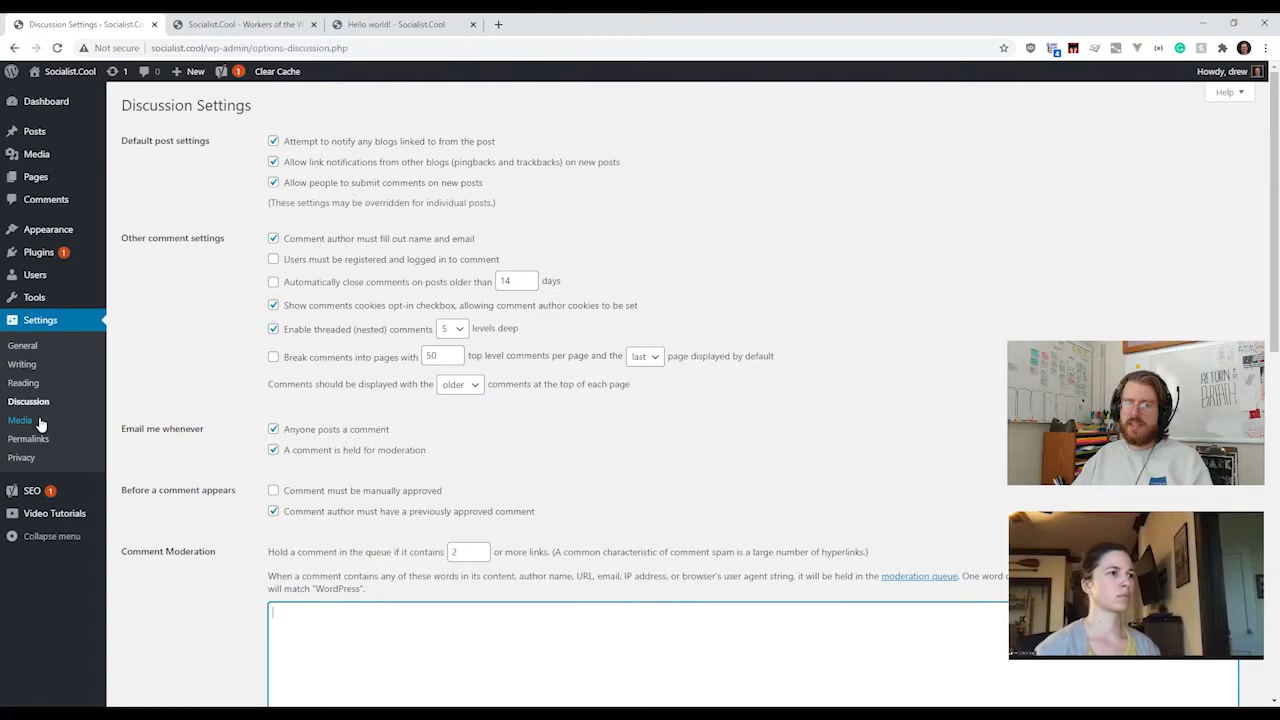 Discussion Settings ‹ Socialist.Co
Socialist.Cool - Workers of the W
Hello world! - Socialist.Cool
Not secure
socialist.cool/wp-admin/options-discussion.php
Socialist.Cool
1
0
New
1
Clear Cache
Howdy, drew
Help
Dashboard
Posts
Media
Pages
Comments
Appearance
Plugins 1
Users
Tools
Settings
General
Writing
Reading
Discussion
Media
Permalinks
Privacy
SEO 1
Video Tutorials
Collapse menu
Discussion Settings
Default post settings
Attempt to notify any blogs linked to from the post
Allow link notifications from other blogs (pingbacks and trackbacks) on new posts
Allow people to submit comments on new posts
(These settings may be overridden for individual posts.)
Other comment settings
Comment author must fill out name and email
Users must be registered and logged in to comment
Automatically close comments on posts older than 14 days
Show comments cookies opt-in checkbox, allowing comment author cookies to be set
Enable threaded (nested) comments 5 levels deep
Break comments into pages with 50 top level comments per page and the last page displayed by default
Comments should be displayed with the older comments at the top of each page
Email me whenever
Anyone posts a comment
A comment is held for moderation
Before a comment appears
Comment must be manually approved
Comment author must have a previously approved comment
Comment Moderation
Hold a comment in the queue if it contains 2 or more links. (A common characteristic of comment spam is a large number of hyperlinks.)
When a comment contains any of these words in its content, author name, URL, email, IP address, or browser's user agent string, it will be held in the moderation queue. One word
will match "WordPress".
RETURN
BREATH